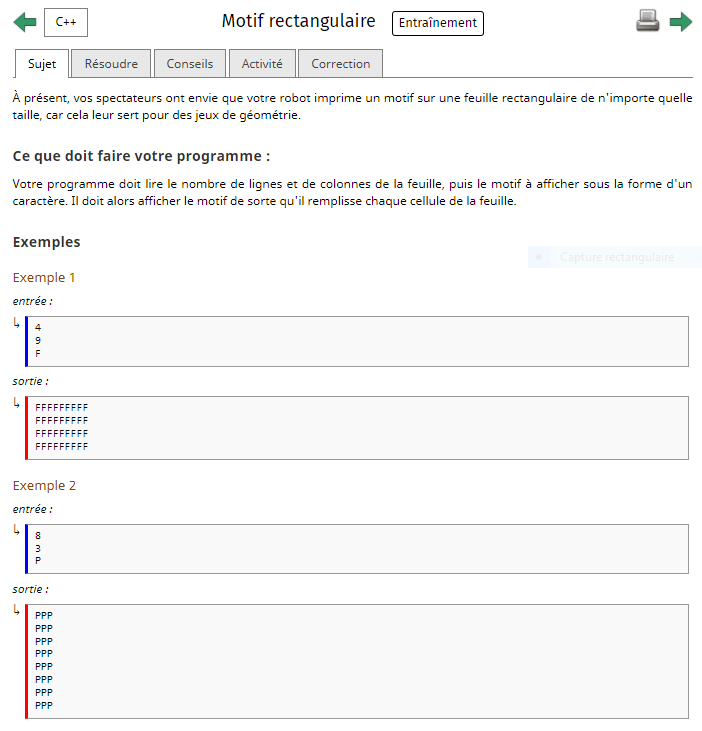 C++
Motif rectangulaire
Entraînement
Sujet
Résoudre
Conseils
Activité
Correction
À présent, vos spectateurs ont envie que votre robot imprime un motif sur une feuille rectangulaire de n'importe quelle
taille, car cela leur sert pour des jeux de géométrie.
Ce que doit faire votre programme :
Votre programme doit lire le nombre de lignes et de colonnes de la feuille, puis le motif à afficher sous la forme d'un
caractère. Il doit alors afficher le motif de sorte qu'il remplisse chaque cellule de la feuille.
Exemples
Capture rectangulaire
Exemple 1
entrée :
4
9
F
sortie :
FFFFFFFFF
FFFFFFFFF
FFFFFFFFF
FFFFFFFFF
Exemple 2
entrée :
8
3
P
sortie :
PPP
PPP
PPP
PPP
PPP
PPP
PPP
PPP